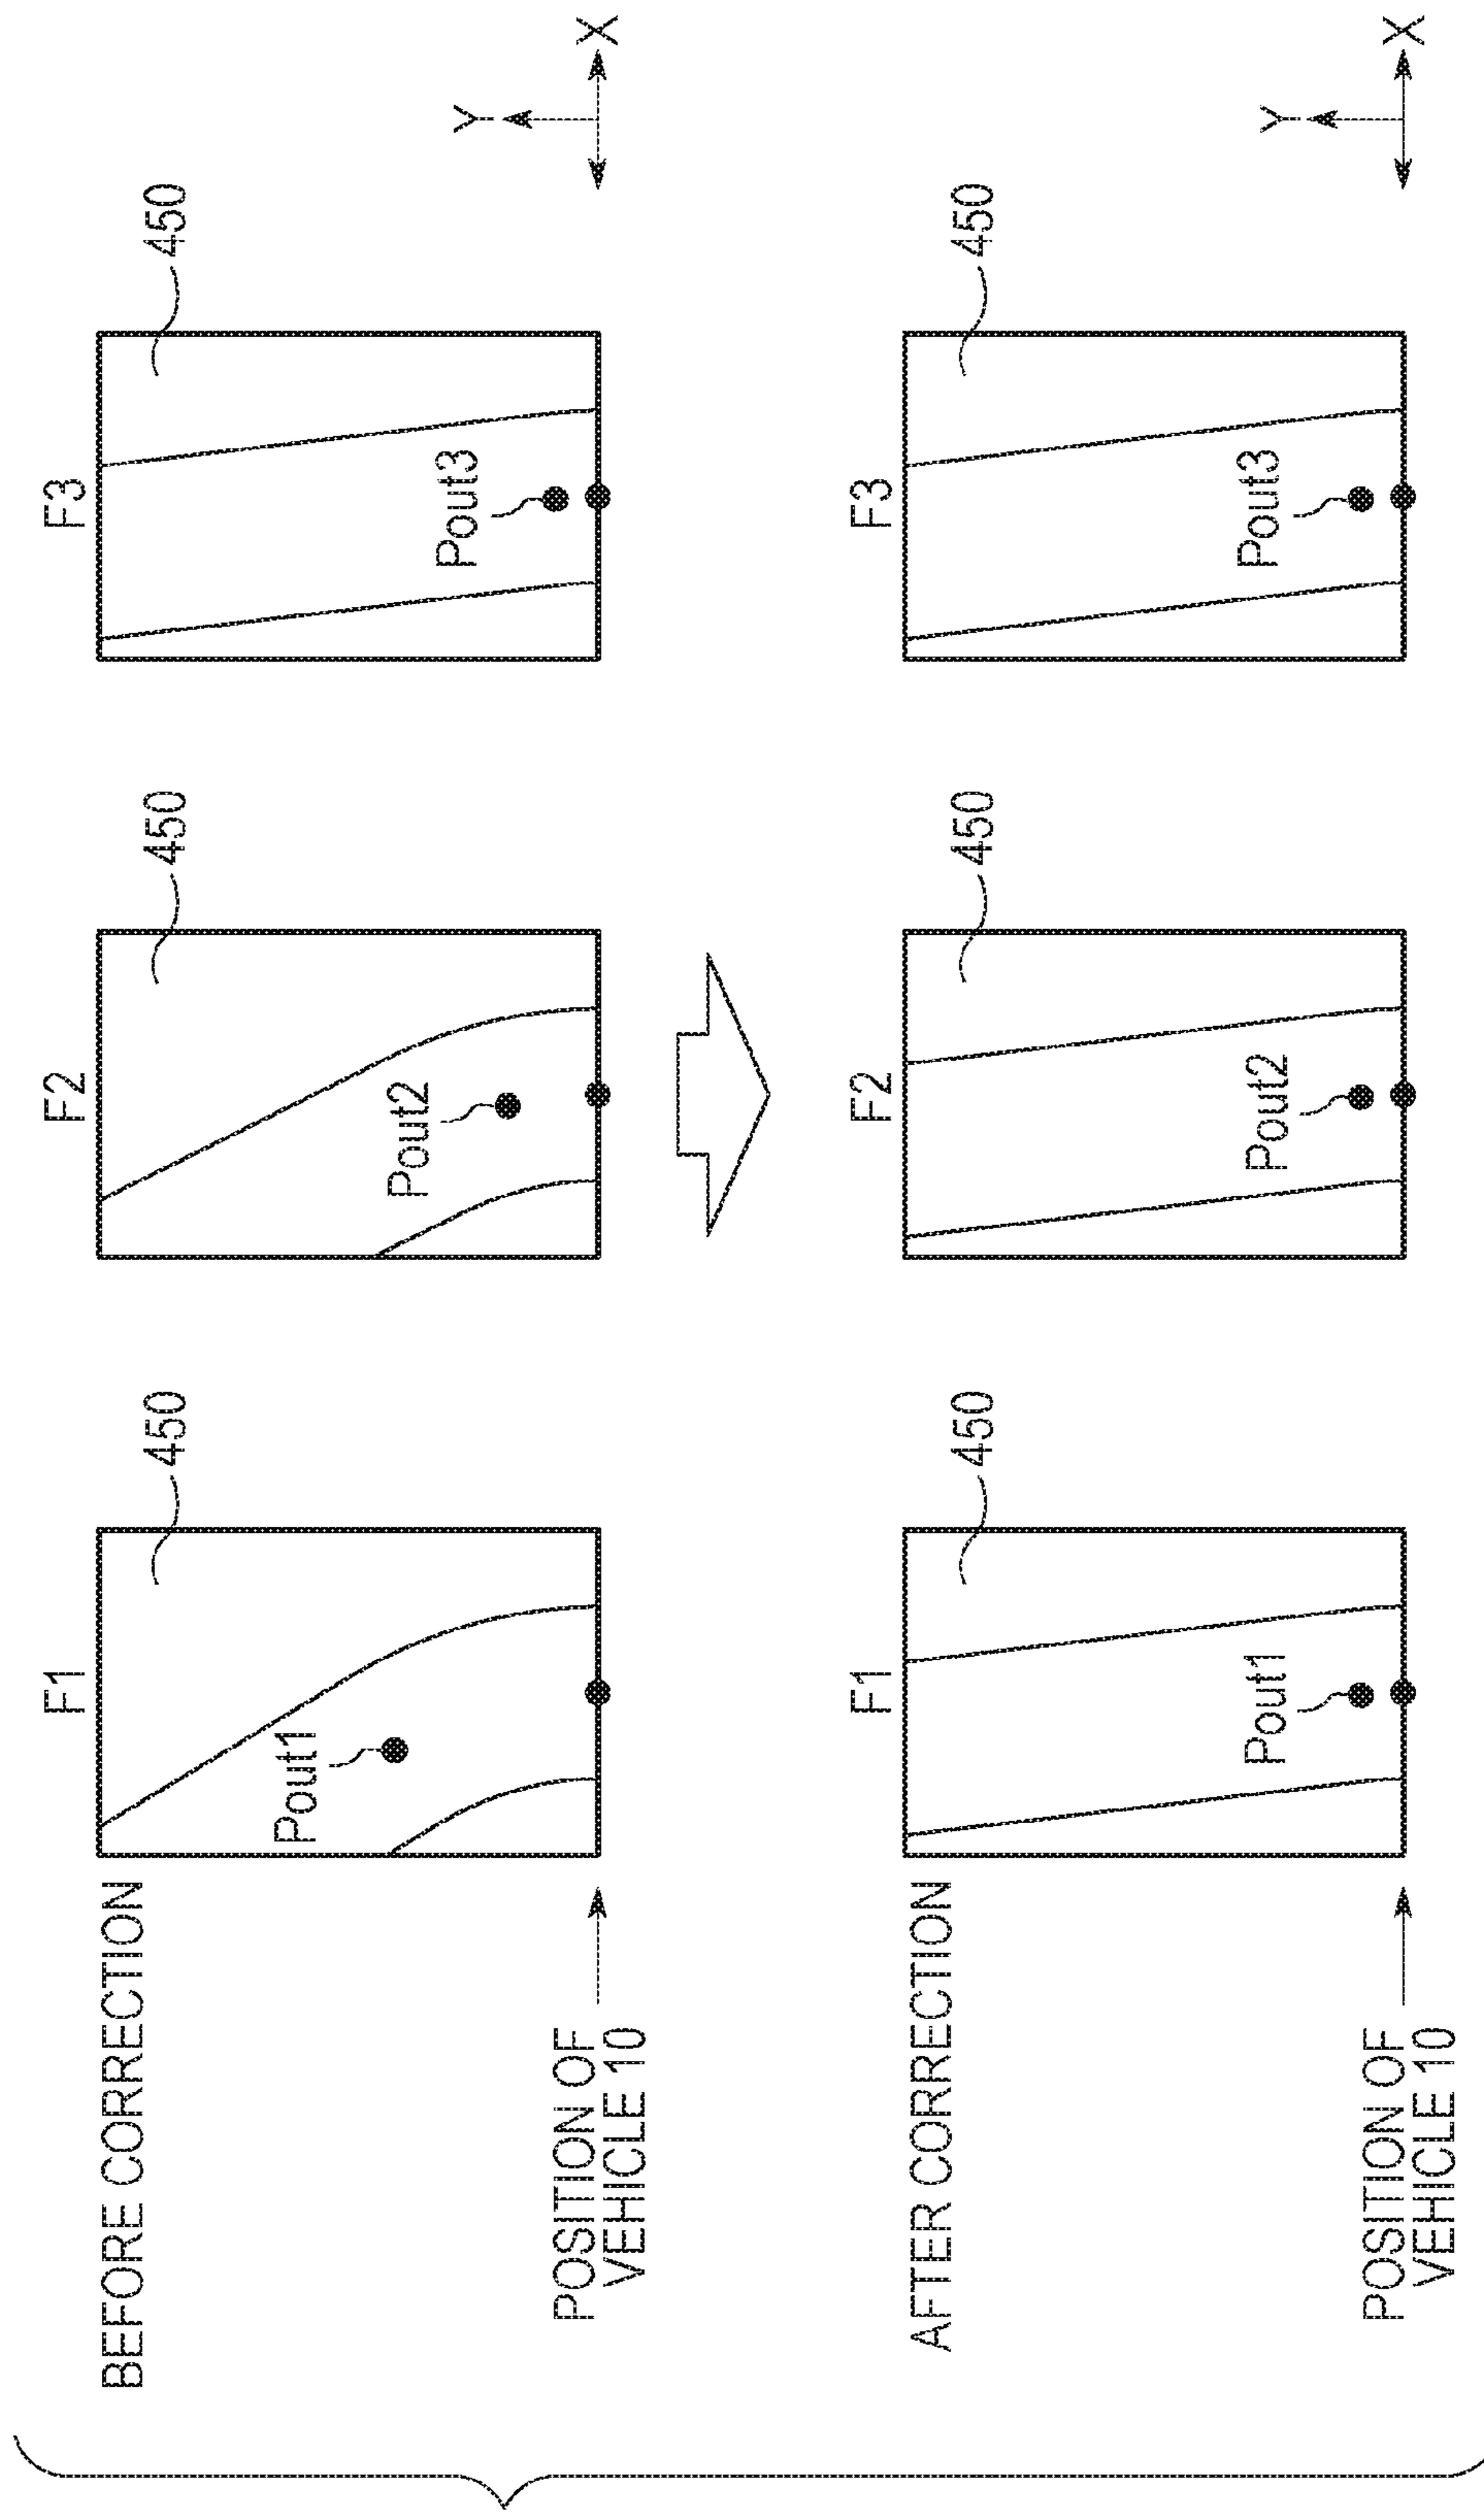 BEFORE CORRECTION
F1
450
Pout1
F2
450
Pout2
F3
450
Pout3
Y
X
POSITION OF
VEHICLE 10
AFTER CORRECTION
F1
450
Pout1
F2
450
Pout2
F3
450
Pout3
Y
X
POSITION OF
VEHICLE 10